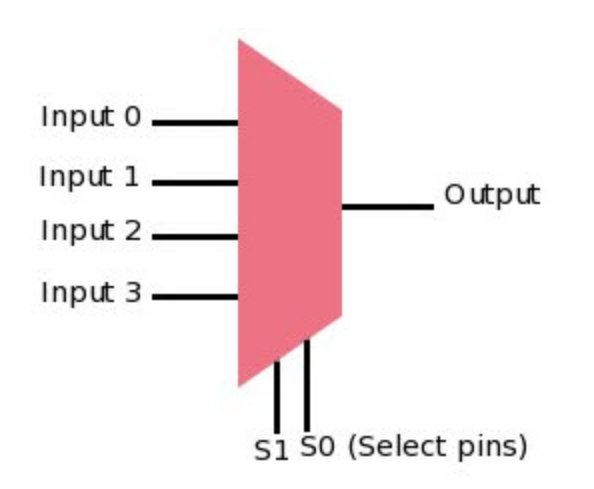 Input 0
Input 1
Output
Input 2
Input 3
S1 S0 (Select pins)